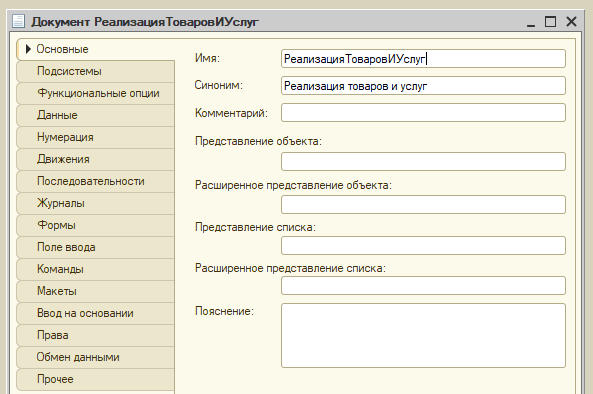 Документ РеализацияТоваровИУслуг
Основные
Подсистемы
Функциональные опции
Данные
Нумерация
Движения
Последовательности
Журналы
Формы
Поле ввода
Команды
Макеты
Ввод на основании
Права
Обмен данными
Прочее
Имя: РеализацияТоваровИУслуг
Синоним: Реализация товаров и услуг
Комментарий:
Представление объекта:
Расширенное представление объекта:
Представление списка:
Расширенное представление списка:
Пояснение: